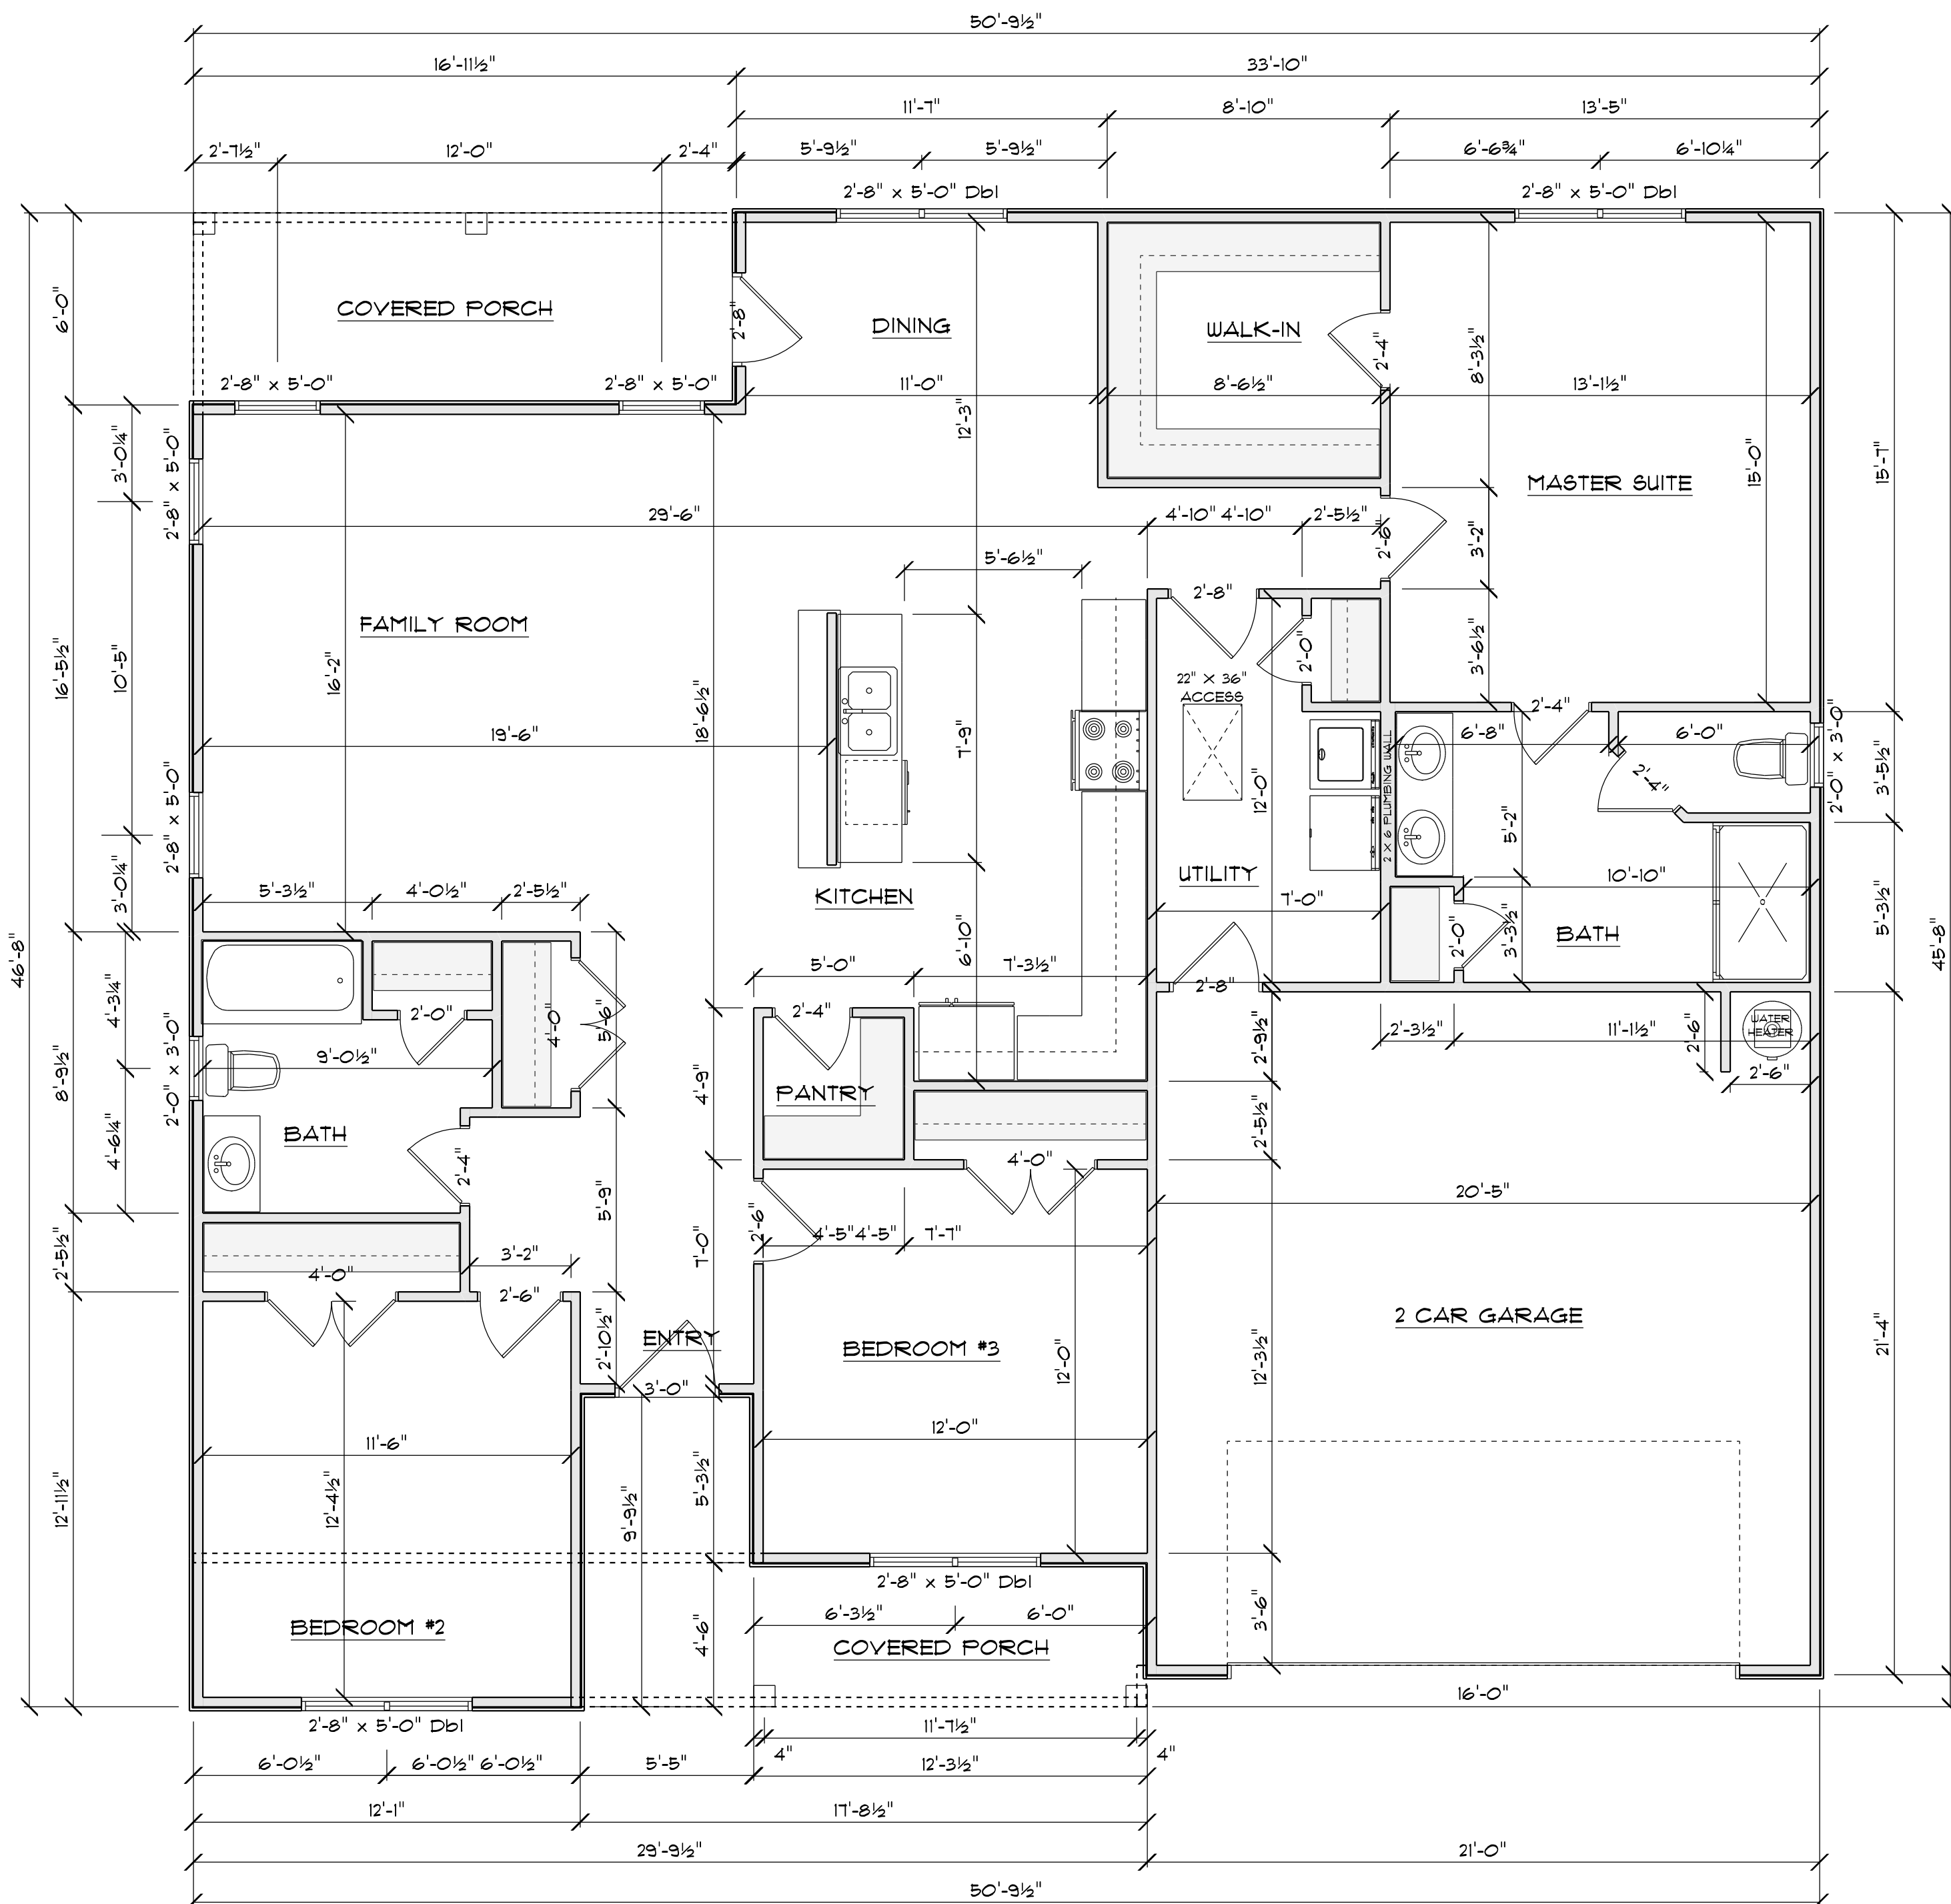 50'-9½"
16'-11½" 33'-10"
11'-7" 8'-10" 13'-5"
2'-7½" 12'-0" 2'-4" 5'-9½" 5'-9½" 6'-6¾" 6'-10¼"
2'-8" x 5'-0" Dbl 2'-8" x 5'-0" Dbl
6'-0"
COVERED PORCH
2'-8"
DINING
WALK-IN
2'-4"
8'-3½"
2'-8" x 5'-0" 2'-8" x 5'-0"
11'-0" 8'-6½" 13'-1½"
12'-3"
3'-0¼"
2'-8" x 5'-0"
MASTER SUITE
15'-0"
15'-7"
29'-6" 4'-10" 4'-10" 2'-5½"
2'-6"
3'-2"
5'-6½"
2'-8"
FAMILY ROOM
16'-5½"
10'-5"
16'-2"
18'-6½"
2'-0"
3'-6½"
22" X 36"
ACCESS
19'-6"
7'-9"
12'-0"
2 X 6 PLUMBING WALL
2'-4"
6'-8" 6'-0"
2'-4"
2'-0" x 3'-0"
3'-5½"
2'-8" x 5'-0"
3'-0¼"
5'-2"
UTILITY
10'-10"
5'-3½" 4'-0½" 2'-5½"
KITCHEN
7'-0"
2'-0"
3'-3½"
BATH
5'-3½"
46'-8"
45'-8"
6'-10"
5'-0" 7'-3½"
2'-8"
4'-3¼"
2'-0"
4'-0"
5'-6"
2'-4"
2'-9½"
2'-3½" 11'-1½"
2'-6"
WATER
HEATER
2'-6"
8'-9½"
2'-0" x 3'-0"
9'-0½"
4'-9"
PANTRY
2'-5½"
4'-6¼"
BATH
2'-4"
4'-0"
20'-5"
5'-9"
2'-6"
4'-5" 4'-5" 7'-7"
7'-0"
2'-5½"
3'-2"
4'-0"
2'-6"
2 CAR GARAGE
ENTRY
2'-10½"
BEDROOM #3
12'-0"
12'-3½"
21'-4"
3'-0"
11'-6"
12'-0"
12'-11½"
12'-4½"
9'-9½"
5'-3½"
2'-8" x 5'-0" Dbl
6'-3½" 6'-0"
3'-6"
BEDROOM #2
4'-6"
COVERED PORCH
16'-0"
2'-8" x 5'-0" Dbl
11'-7½"
4" 4"
6'-0½" 6'-0½" 6'-0½" 5'-5" 12'-3½"
12'-1" 17'-8½"
29'-9½" 21'-0"
50'-9½"